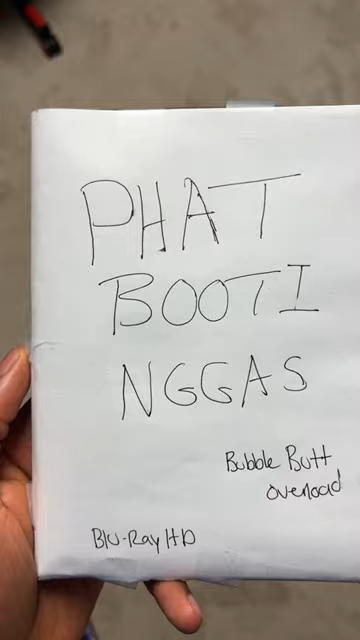 PHAT
BOOTI
NGGAS
Bubble Butt
Overload
Blu-Ray HD